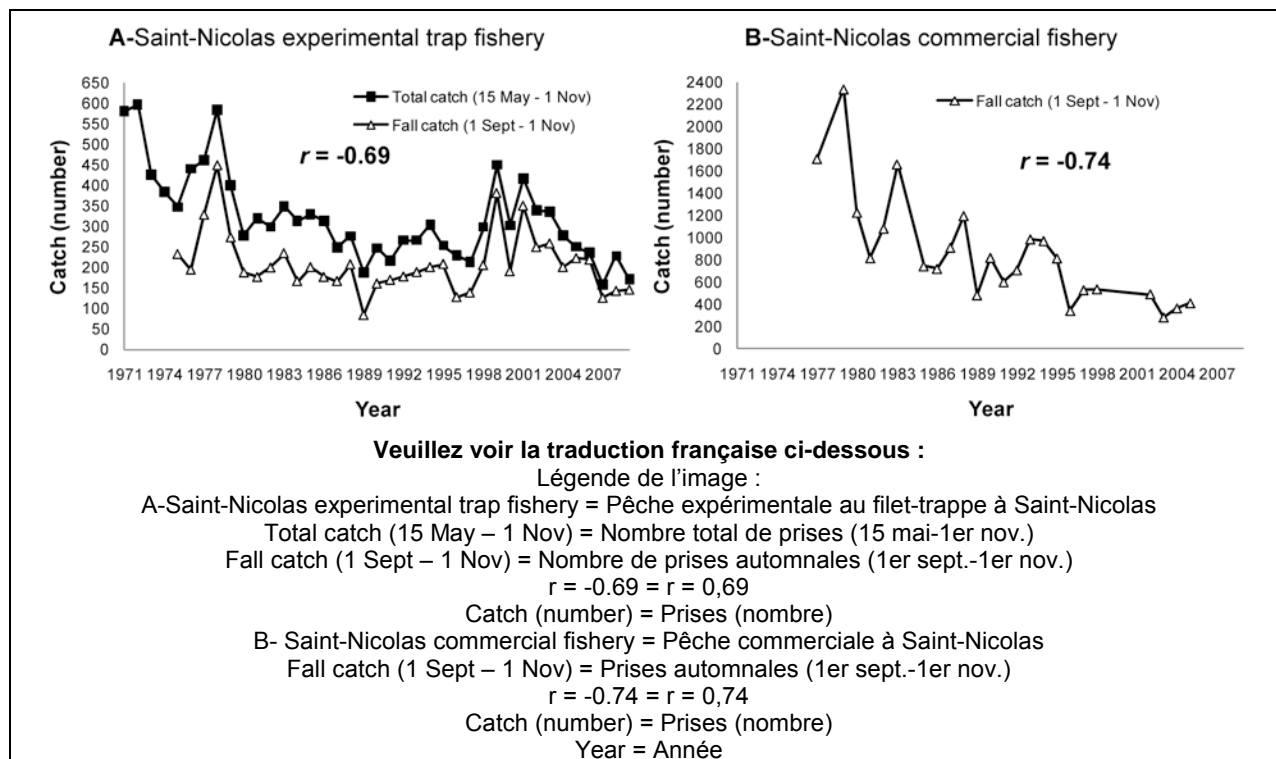 A-Saint-Nicolas experimental trap fishery
650
600
550
500
450
400
350
300
250
200
150
100
50
0
Catch (number)
Total catch (15 May - 1 Nov)
Fall catch (1 Sept - 1 Nov)
r = -0.69
1971 1974 1977 1980 1983 1986 1989 1992 1995 1998 2001 2004 2007
Year
B-Saint-Nicolas commercial fishery
2400
2200
2000
1800
1600
1400
1200
1000
800
600
400
200
0
Catch (number)
Fall catch (1 Sept - 1 Nov)
r = -0.74
1971 1974 1977 1980 1983 1986 1989 1992 1995 1998 2001 2004 2007
Year
Veuillez voir la traduction française ci-dessous :
Légende de l’image :
A-Saint-Nicolas experimental trap fishery = Pêche expérimentale au filet-trappe à Saint-Nicolas
Total catch (15 May – 1 Nov) = Nombre total de prises (15 mai-1er nov.)
Fall catch (1 Sept – 1 Nov) = Nombre de prises automnales (1er sept.-1er nov.)
r = -0.69 = r = 0,69
Catch (number) = Prises (nombre)
B- Saint-Nicolas commercial fishery = Pêche commerciale à Saint-Nicolas
Fall catch (1 Sept – 1 Nov) = Prises automnales (1er sept.-1er nov.)
r = -0.74 = r = 0,74
Catch (number) = Prises (nombre)
Year = Année